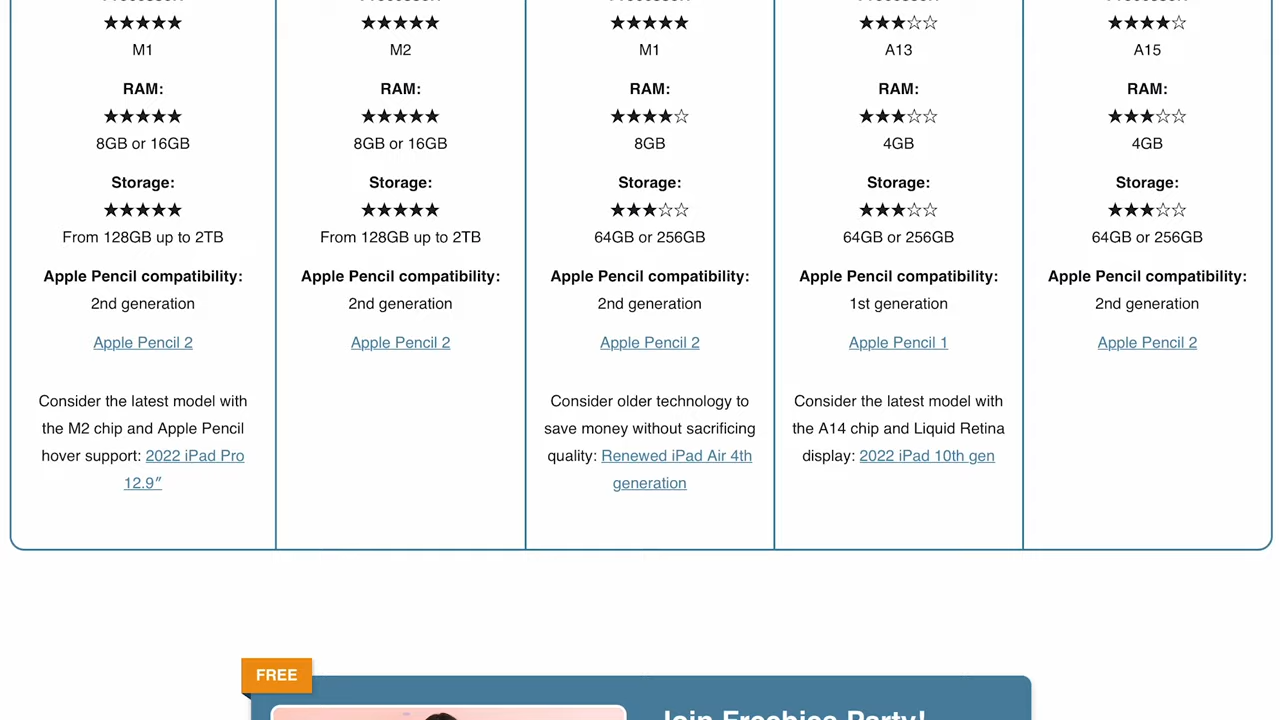 ★★★★★
M1
RAM:
★★★★★
8GB or 16GB
Storage:
★★★★★
From 128GB up to 2TB
Apple Pencil compatibility:
2nd generation
Apple Pencil 2
Consider the latest model with
the M2 chip and Apple Pencil
hover support: 2022 iPad Pro
12.9″
★★★★★
M2
RAM:
★★★★★
8GB or 16GB
Storage:
★★★★★
From 128GB up to 2TB
Apple Pencil compatibility:
2nd generation
Apple Pencil 2
★★★★★
M1
RAM:
★★★★☆
8GB
Storage:
★★★☆☆
64GB or 256GB
Apple Pencil compatibility:
2nd generation
Apple Pencil 2
Consider older technology to
save money without sacrificing
quality: Renewed iPad Air 4th
generation
★★★☆☆
A13
RAM:
★★★☆☆
4GB
Storage:
★★★☆☆
64GB or 256GB
Apple Pencil compatibility:
1st generation
Apple Pencil 1
Consider the latest model with
the A14 chip and Liquid Retina
display: 2022 iPad 10th gen
★★★★☆
A15
RAM:
★★★☆☆
4GB
Storage:
★★★☆☆
64GB or 256GB
Apple Pencil compatibility:
2nd generation
Apple Pencil 2
FREE
Join Freebies Party!